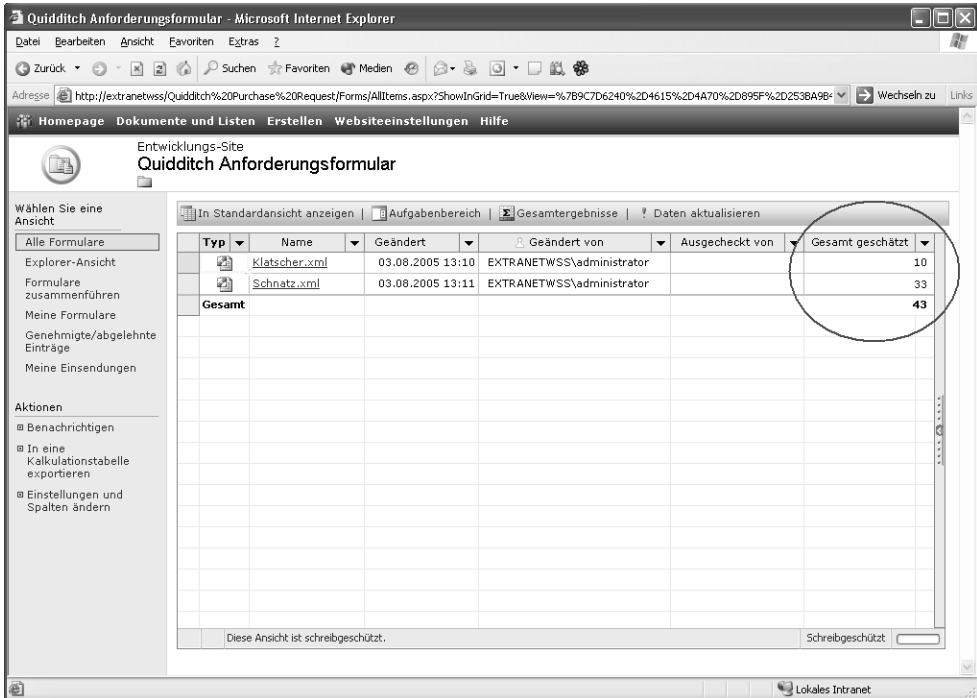 Quidditch Anforderungsformular - Microsoft Internet Explorer
Datei Bearbeiten Ansicht Favoriten Extras ?
Zurück Suchen Favoriten Medien
Adresse http://extranetwss/Quidditch%20Purchase%20Request/Forms/AllItems.aspx?ShowInGrid=True&View=%7B9C7D6240%2D4615%2D4A70%2D895F%2D253BA9B4 Wechseln zu Links
Homepage Dokumente und Listen Erstellen Websiteeinstellungen Hilfe
Entwicklungs-Site
Quidditch Anforderungsformular
Wählen Sie eine
Ansicht
Alle Formulare
Explorer-Ansicht
Formulare
zusammenführen
Meine Formulare
Genehmigte/abgelehnte
Einträge
Meine Einsendungen
Aktionen
Benachrichtigen
In eine
Kalkulationstabelle
exportieren
Einstellungen und
Spalten ändern
In Standardansicht anzeigen | Aufgabenbereich | Σ Gesamtergebnisse | ! Daten aktualisieren
Typ Name Geändert Geändert von Ausgecheckt von Gesamt geschätzt
Klatscher.xml 03.08.2005 13:10 EXTRANETWSS\administrator 10
Schnatz.xml 03.08.2005 13:11 EXTRANETWSS\administrator 33
Gesamt 43
Diese Ansicht ist schreibgeschützt. Schreibgeschützt
Lokales Intranet